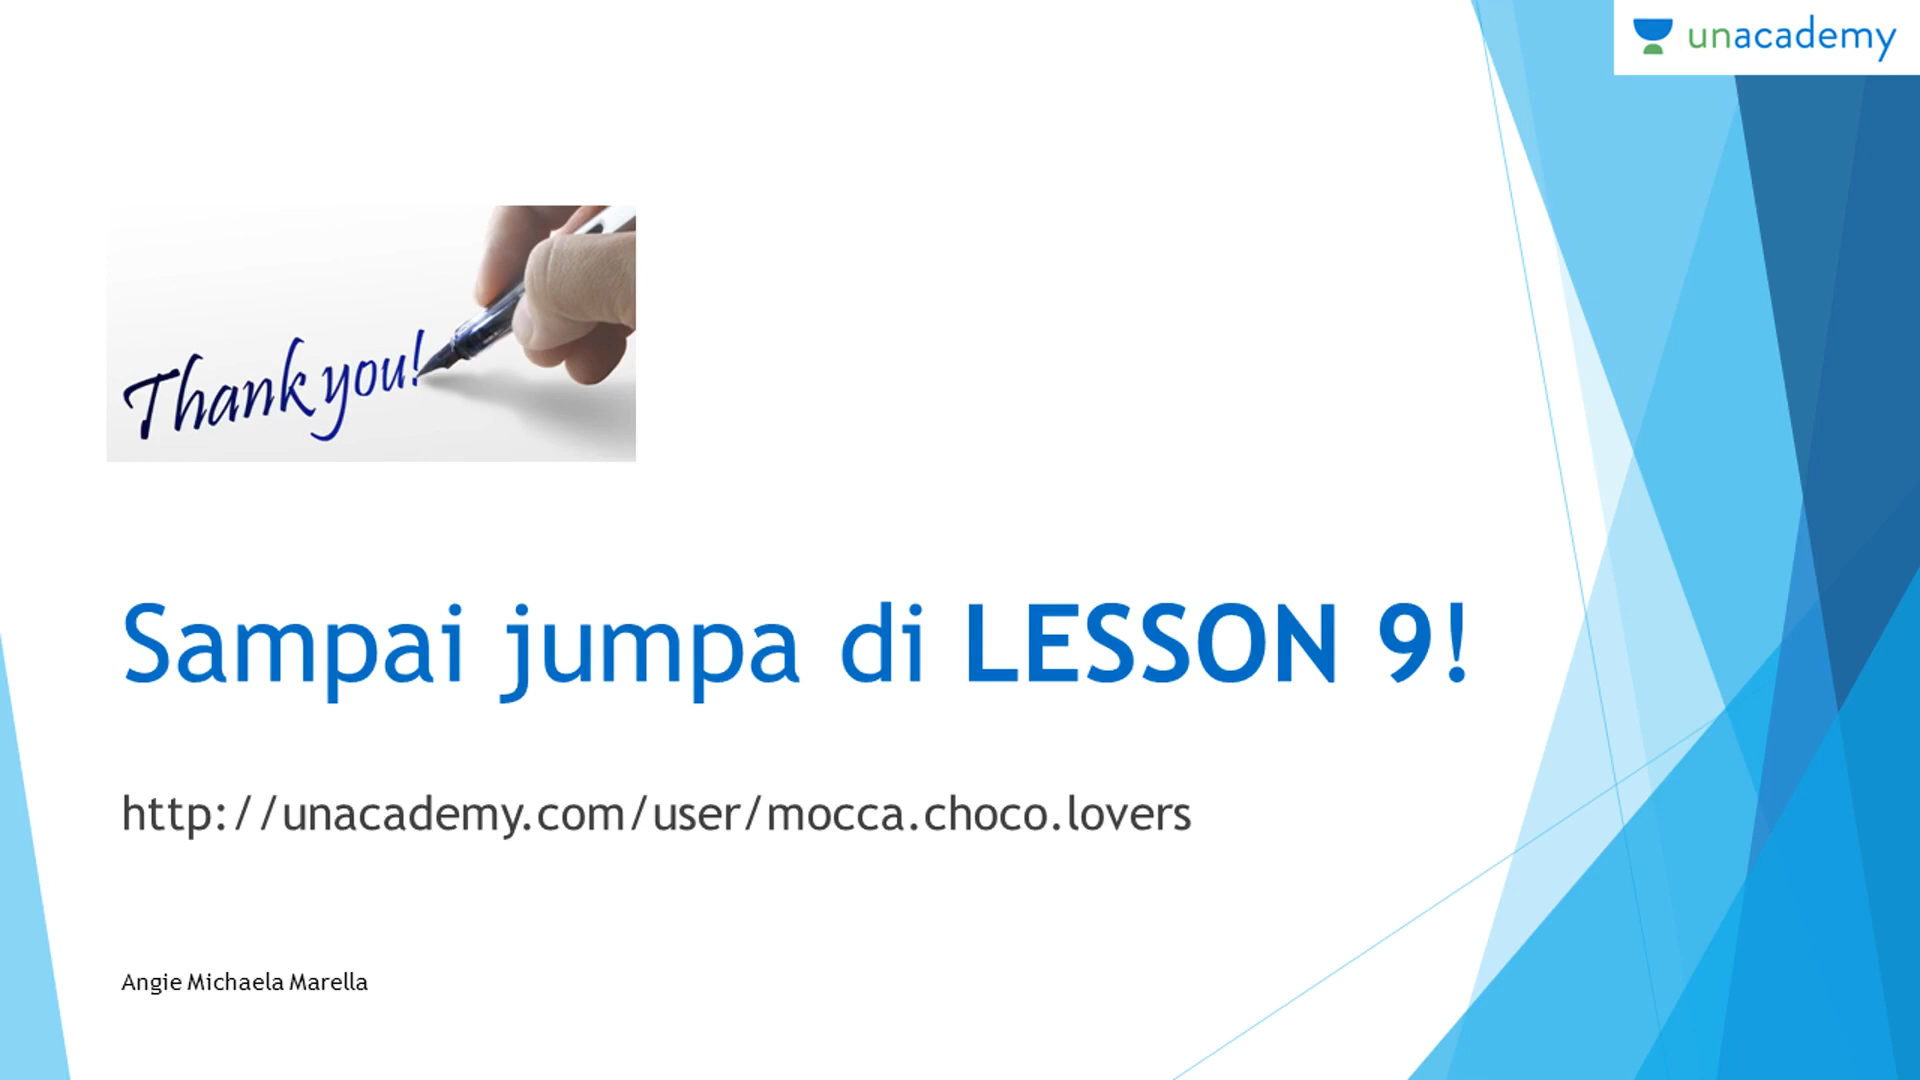 unacademy
Thank you!
Sampai jumpa di LESSON 9!
http://unacademy.com/user/mocca.choco.lovers
Angie Michaela Marella